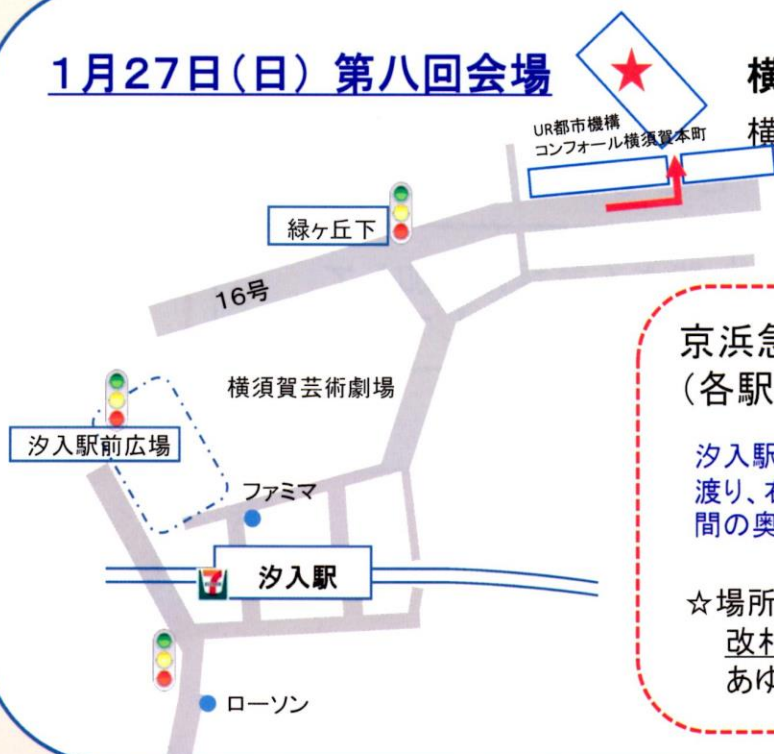 1月27日(日) 第八回会場
横
横
UR都市機構
コンフォール横須賀本町
緑ヶ丘下
16号
横須賀芸術劇場
汐入駅前広場
ファミマ
汐入駅
ローソン
京浜急
(各駅
汐入駅
渡り、右
間の奥
☆場所
改札
あゆ